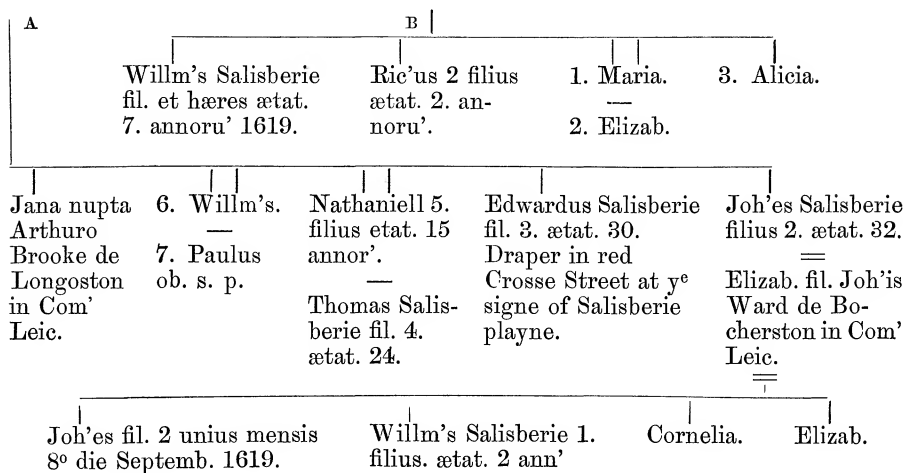 A
B
Willm's Salisberie
fil. et hæres ætat.
7. annoru' 1619.
Ric'us 2 filius
ætat. 2. an-
noru'.
1. Maria.
—
2. Elizab.
3. Alicia.
Jana nupta
Arthuro
Brooke de
Longoston
in Com'
Leic.
6. Willm's.
—
7. Paulus
ob. s. p.
Nathaniell 5.
filius etat. 15
annor'.
—
Thomas Salis-
berie fil. 4.
ætat. 24.
Edwardus Salisberie
fil. 3. ætat. 30.
Draper in red
Crosse Street at yᵉ
signe of Salisberie
playne.
Joh'es Salisberie
filius 2. ætat. 32.
=
Elizab. fil. Joh'is
Ward de Bo-
cherston in Com'
Leic.
=
Joh'es fil. 2 unius mensis
8º die Septemb. 1619.
Willm's Salisberie 1.
filius. ætat. 2 ann'
Cornelia.
Elizab.